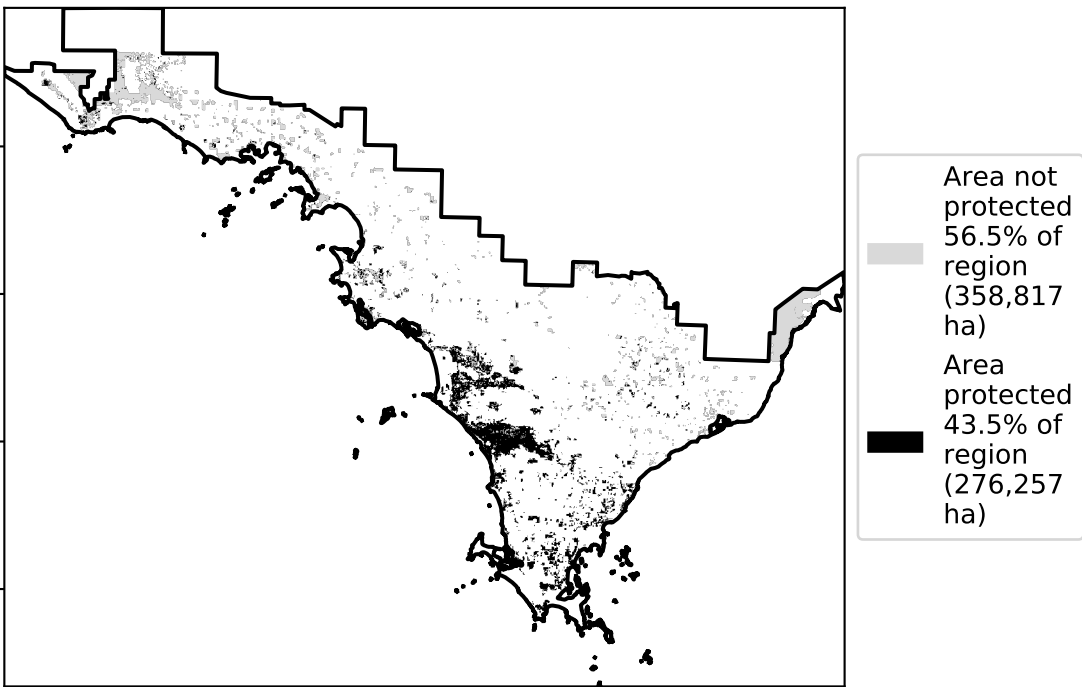 Area not
protected
56.5% of
region
(358,817
ha)
Area
protected
43.5% of
region
(276,257
ha)